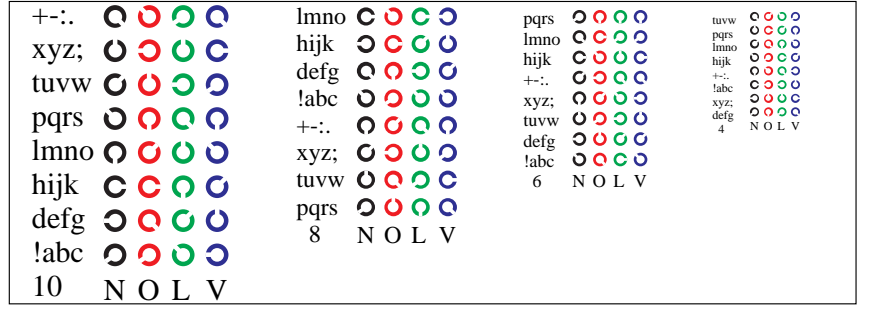 +-:.
xyz;
tuvw
pqrs
lmno
hijk
defg
!abc
10 N O L V
lmno
hijk
defg
!abc
+-:.
xyz;
tuvw
pqrs
8 N O L V
pqrs
lmno
hijk
+-:.
xyz;
tuvw
defg
!abc
6 N O L V
tuvw
pqrs
lmno
hijk
+-:.
!abc
xyz;
defg
4 N O L V